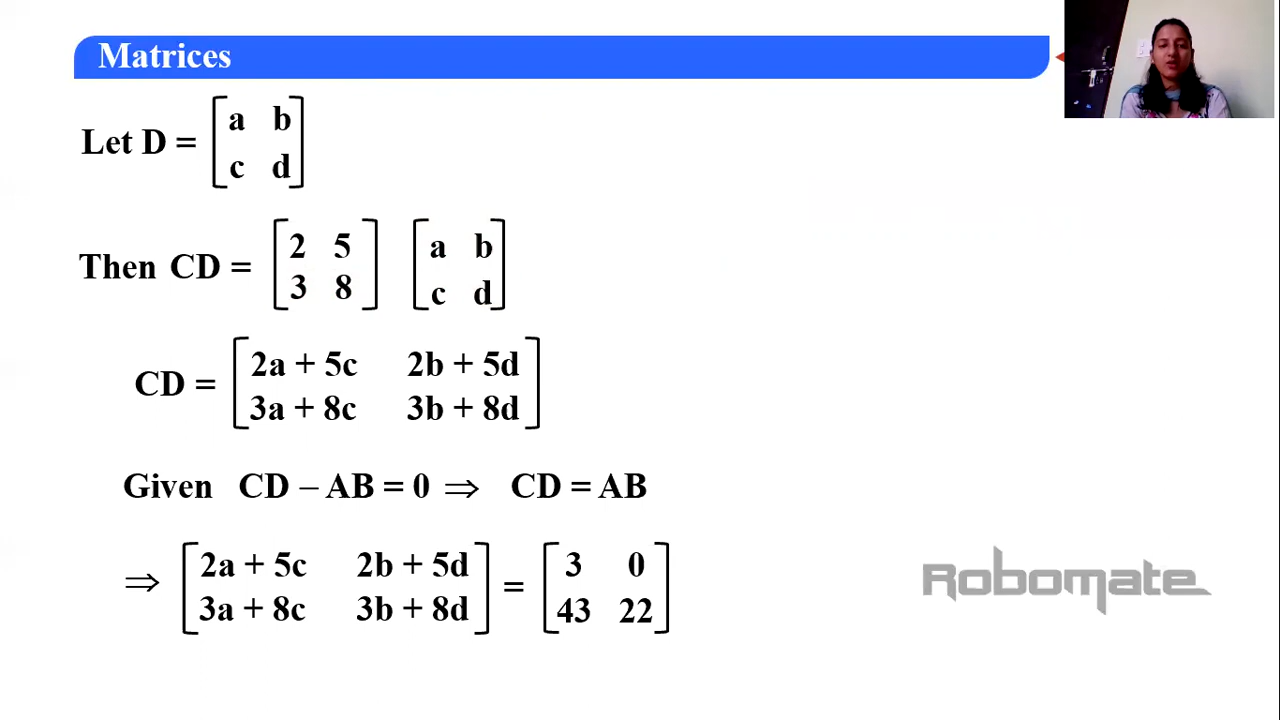 Matrices
Let D = [ a b
c d ]
Then CD = [ 2 5 [ a b
3 8 ] c d ]
CD = [ 2a + 5c 2b + 5d
3a + 8c 3b + 8d ]
Given CD – AB = 0 ⇒ CD = AB
⇒ [ 2a + 5c 2b + 5d = [ 3 0
3a + 8c 3b + 8d ] 43 22 ]
Robomate